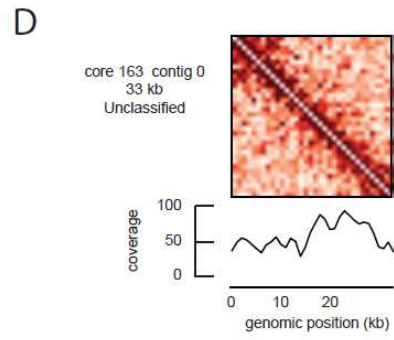 D
core 163 contig 0
33 kb
Unclassified
100
50
0
coverage
0 10 20
genomic position (kb)